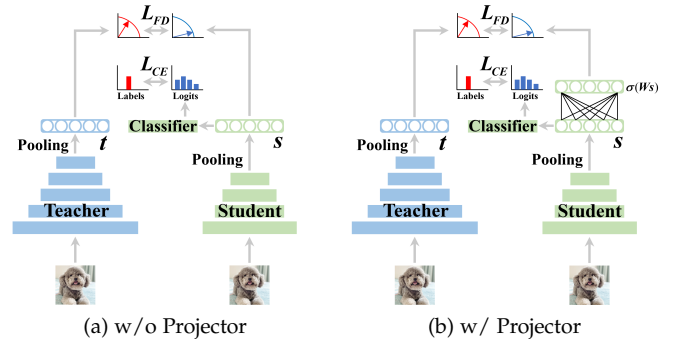 L_FD
L_CE
Labels
Logits
Classifier
t
s
Pooling
Pooling
Teacher
Student
(a) w/o Projector
L_FD
L_CE
Labels
Logits
σ(Ws)
Classifier
t
s
Pooling
Pooling
Teacher
Student
(b) w/ Projector